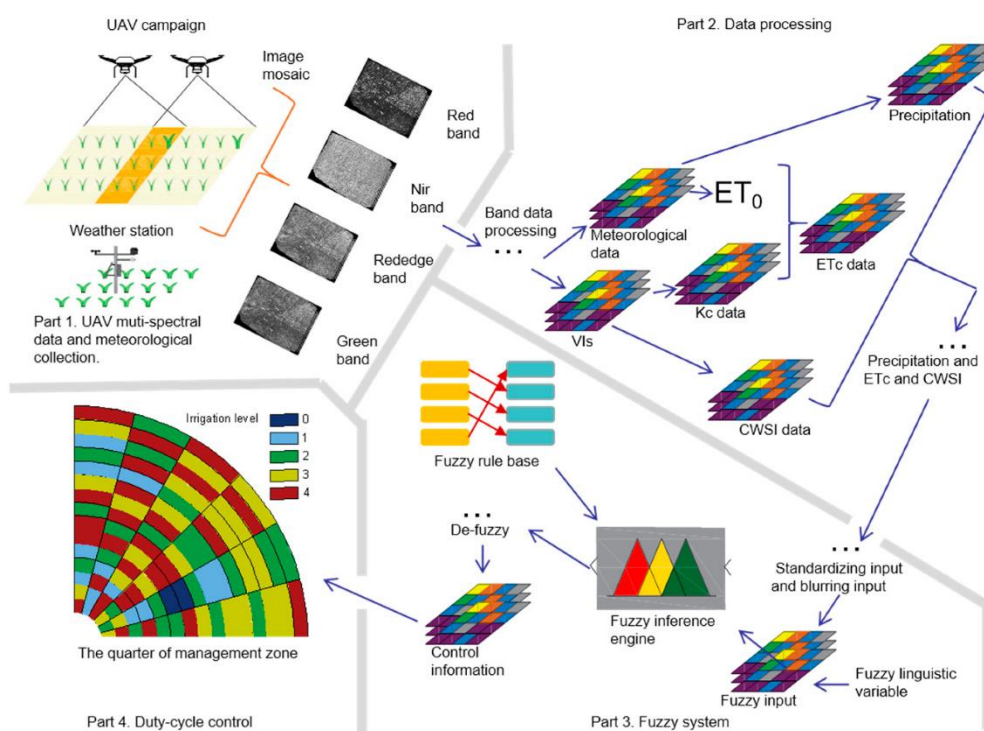 UAV campaign
Image
mosaic
Red
band
Nir
band
Rededge
band
Green
band
Weather station
Part 1. UAV muti-spectral
data and meteorological
collection.
Part 2. Data processing
Band data
processing
...
Meteorological
data
ET0
Precipitation
ETc data
Kc data
VIs
CWSI data
...
Precipitation and
ETc and CWSI
...
Standardizing input
and blurring input
Fuzzy linguistic
variable
Fuzzy input
Fuzzy rule base
Fuzzy inference
engine
...
De-fuzzy
Control
information
Part 3. Fuzzy system
Irrigation level
0
1
2
3
4
The quarter of management zone
Part 4. Duty-cycle control